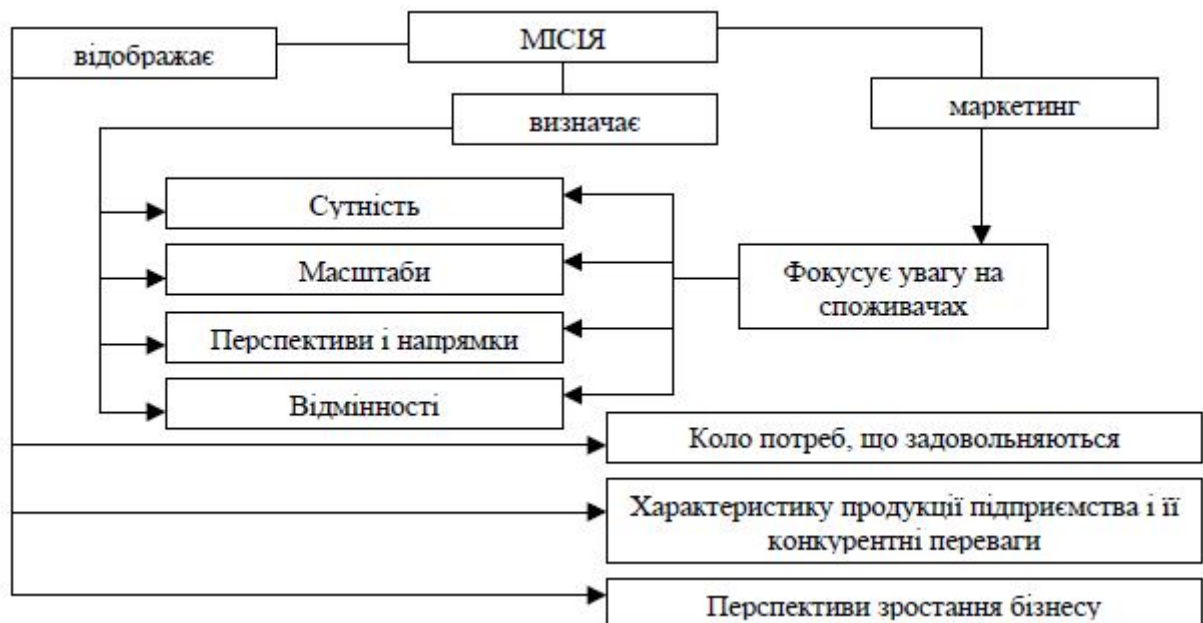 МІСІЯ
відображає
визначає
маркетинг
Сутність
Масштаби
Перспективи і напрямки
Відмінності
Фокусує увагу на
споживачах
Коло потреб, що задовольняються
Характеристику продукції підприємства і її
конкурентні переваги
Перспективи зростання бізнесу